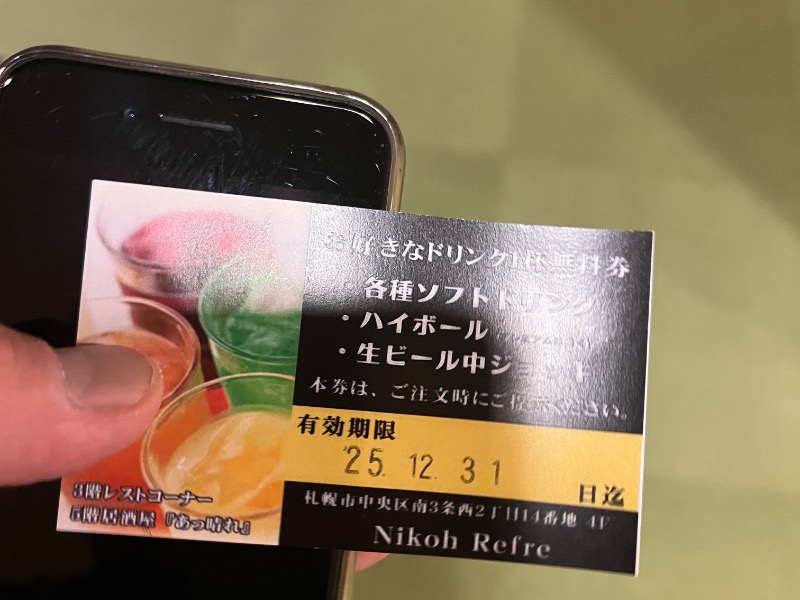 お好きなドリンク1杯無料券
・各種ソフトドリンク
・ハイボール
・生ビール中ジョッキ
本券は、ご注文時にご提示ください。
有効期限
'25. 12. 31
日迄
札幌市中央区南3条西2丁目14番地 4F
Nikoh Refre
3階レストコーナー
5階居酒屋『あっ晴れ』